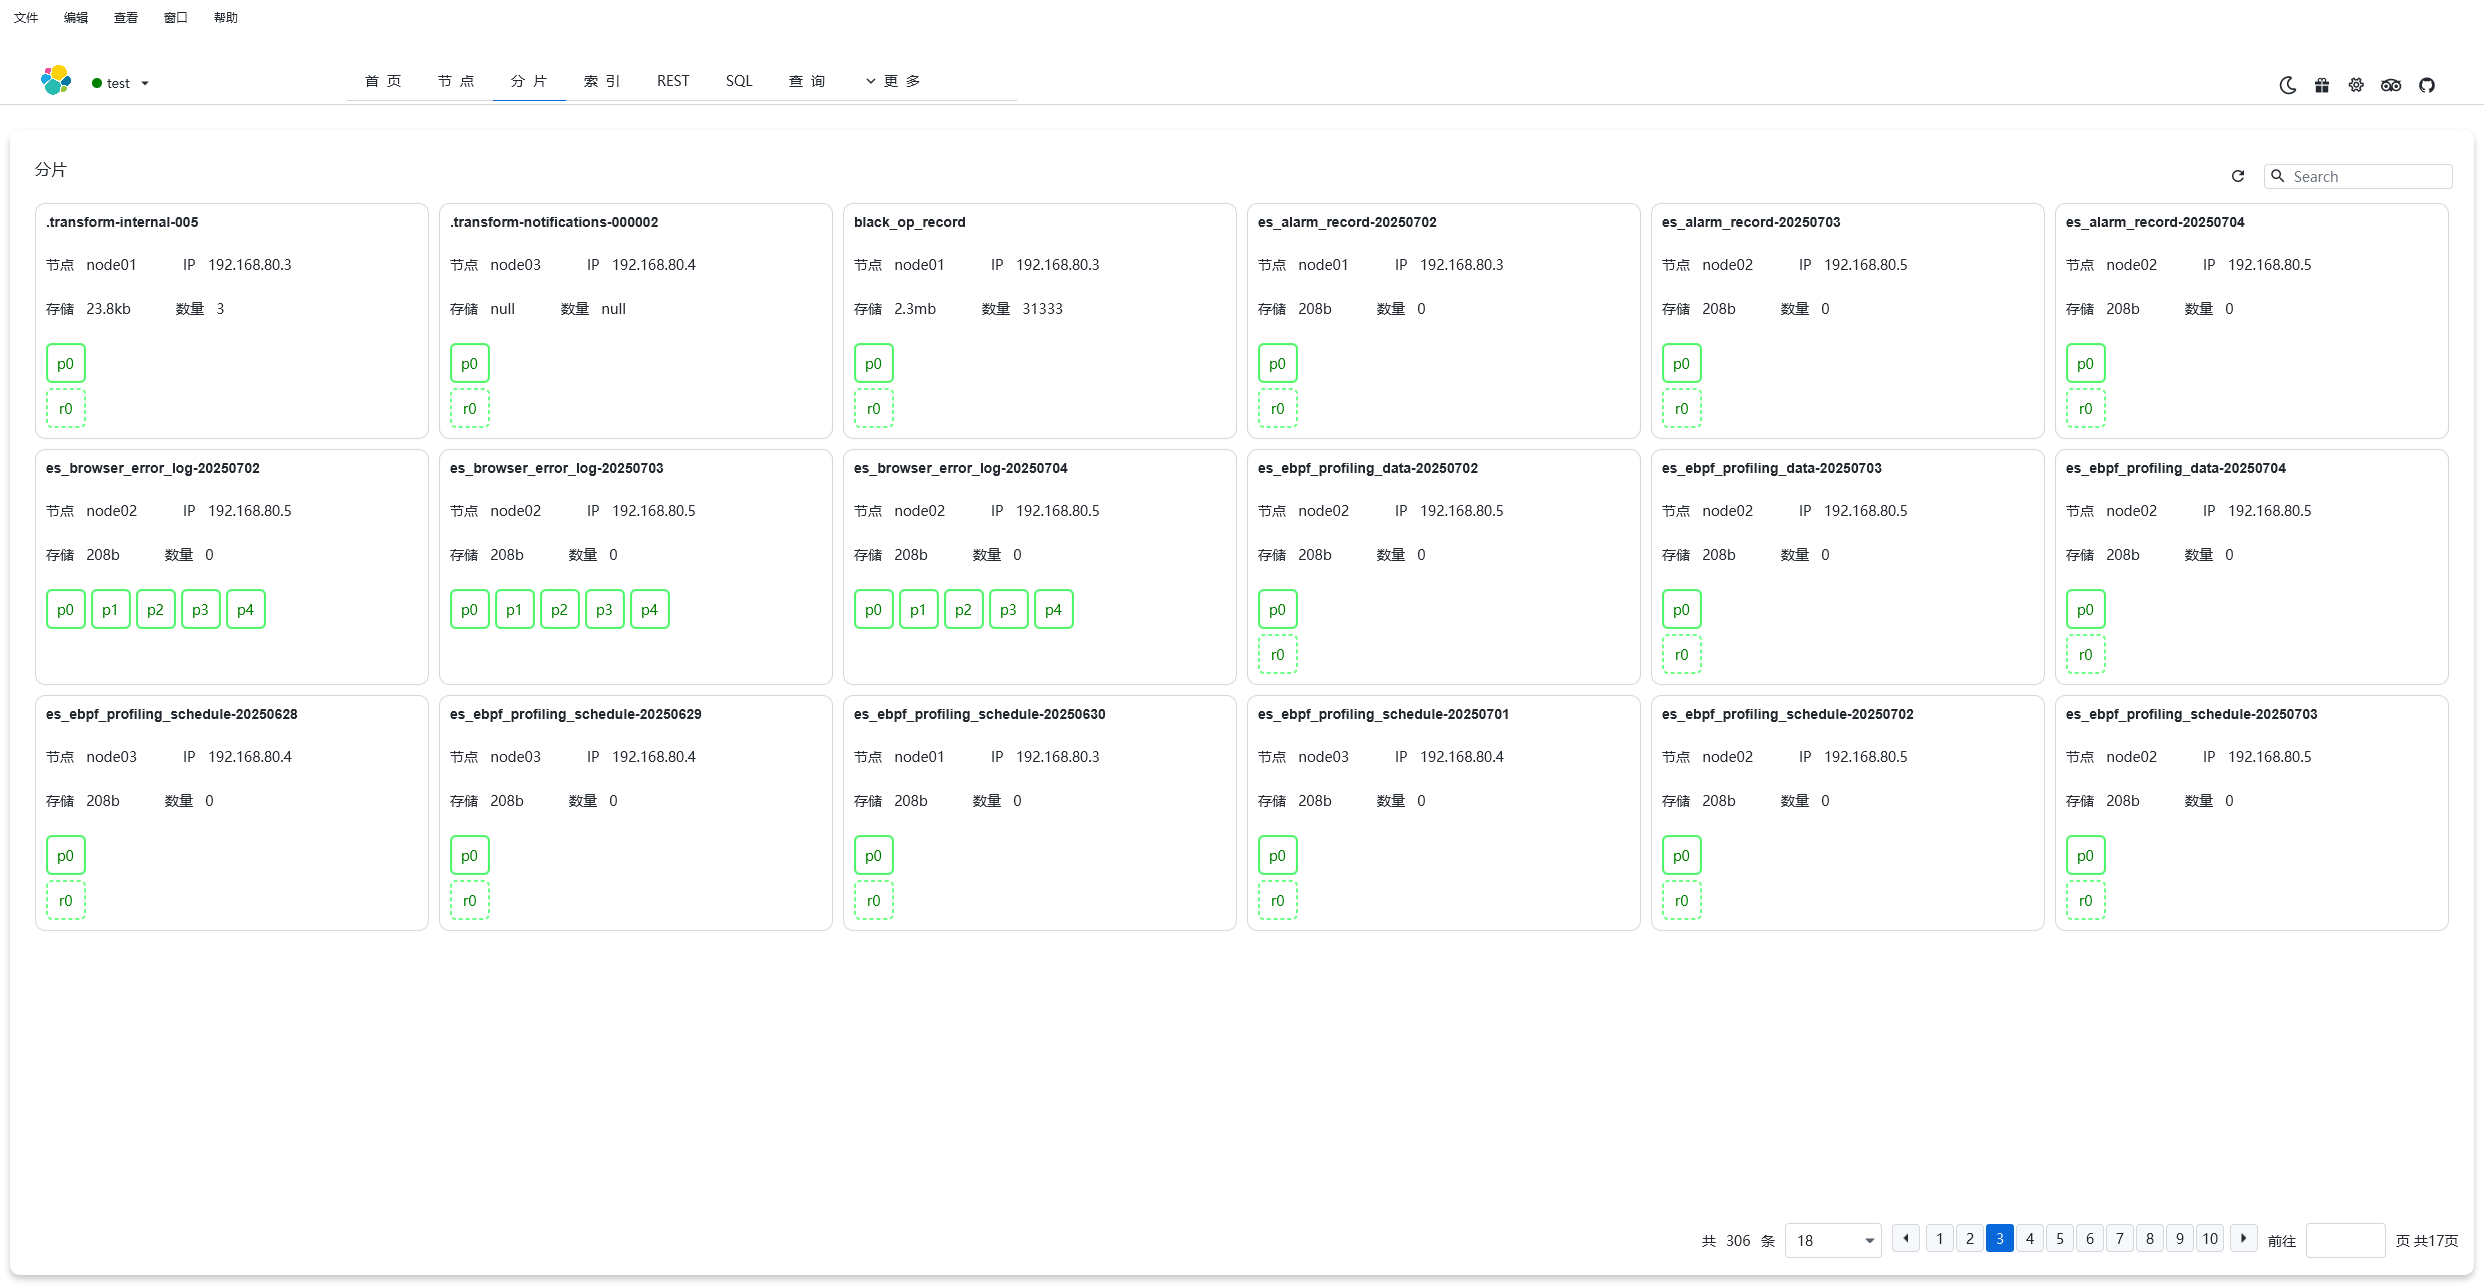 文件 编辑 查看 窗口 帮助
test 首 页 节 点 分 片 索 引 REST SQL 查 询 更 多
分片
Search
.transform-internal-005
节点 node01 IP 192.168.80.3
存储 23.8kb 数量 3
p0
r0
.transform-notifications-000002
节点 node03 IP 192.168.80.4
存储 null 数量 null
p0
r0
black_op_record
节点 node01 IP 192.168.80.3
存储 2.3mb 数量 31333
p0
r0
es_alarm_record-20250702
节点 node01 IP 192.168.80.3
存储 208b 数量 0
p0
r0
es_alarm_record-20250703
节点 node02 IP 192.168.80.5
存储 208b 数量 0
p0
r0
es_alarm_record-20250704
节点 node02 IP 192.168.80.5
存储 208b 数量 0
p0
r0
es_browser_error_log-20250702
节点 node02 IP 192.168.80.5
存储 208b 数量 0
p0 p1 p2 p3 p4
es_browser_error_log-20250703
节点 node02 IP 192.168.80.5
存储 208b 数量 0
p0 p1 p2 p3 p4
es_browser_error_log-20250704
节点 node02 IP 192.168.80.5
存储 208b 数量 0
p0 p1 p2 p3 p4
es_ebpf_profiling_data-20250702
节点 node02 IP 192.168.80.5
存储 208b 数量 0
p0
r0
es_ebpf_profiling_data-20250703
节点 node02 IP 192.168.80.5
存储 208b 数量 0
p0
r0
es_ebpf_profiling_data-20250704
节点 node02 IP 192.168.80.5
存储 208b 数量 0
p0
r0
es_ebpf_profiling_schedule-20250628
节点 node03 IP 192.168.80.4
存储 208b 数量 0
p0
r0
es_ebpf_profiling_schedule-20250629
节点 node03 IP 192.168.80.4
存储 208b 数量 0
p0
r0
es_ebpf_profiling_schedule-20250630
节点 node01 IP 192.168.80.3
存储 208b 数量 0
p0
r0
es_ebpf_profiling_schedule-20250701
节点 node03 IP 192.168.80.4
存储 208b 数量 0
p0
r0
es_ebpf_profiling_schedule-20250702
节点 node02 IP 192.168.80.5
存储 208b 数量 0
p0
r0
es_ebpf_profiling_schedule-20250703
节点 node02 IP 192.168.80.5
存储 208b 数量 0
p0
r0
共 306 条 18 1 2 3 4 5 6 7 8 9 10 前往 页 共17页